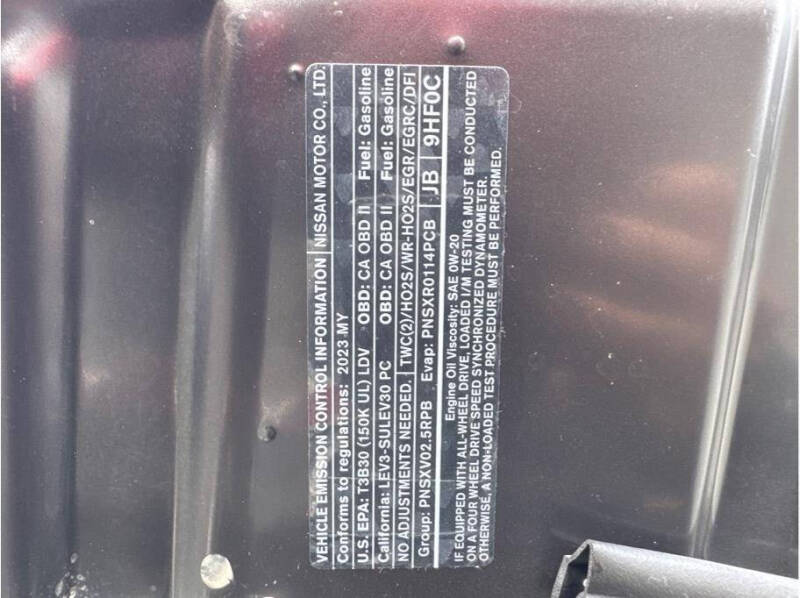 VEHICLE EMISSION CONTROL INFORMATION NISSAN MOTOR CO., LTD.
Conforms to regulations: 2023 MY
U.S. EPA: T3B30 (150K UL) LDV OBD: CA OBD II Fuel: Gasoline
California: LEV3-SULEV30 PC OBD: CA OBD II Fuel: Gasoline
NO ADJUSTMENTS NEEDED. TWC(2)/HO2S/WR-HO2S/EGR/EGRC/DFI
Group: PNSXV02.5RPB Evap: PNSXR0114PCB JB 9HF0C
Engine Oil Viscosity: SAE 0W-20
IF EQUIPPED WITH ALL-WHEEL DRIVE, LOADED I/M TESTING MUST BE CONDUCTED
ON A FOUR WHEEL DRIVE SPEED SYNCHRONIZED DYNAMOMETER.
OTHERWISE, A NON-LOADED TEST PROCEDURE MUST BE PERFORMED.